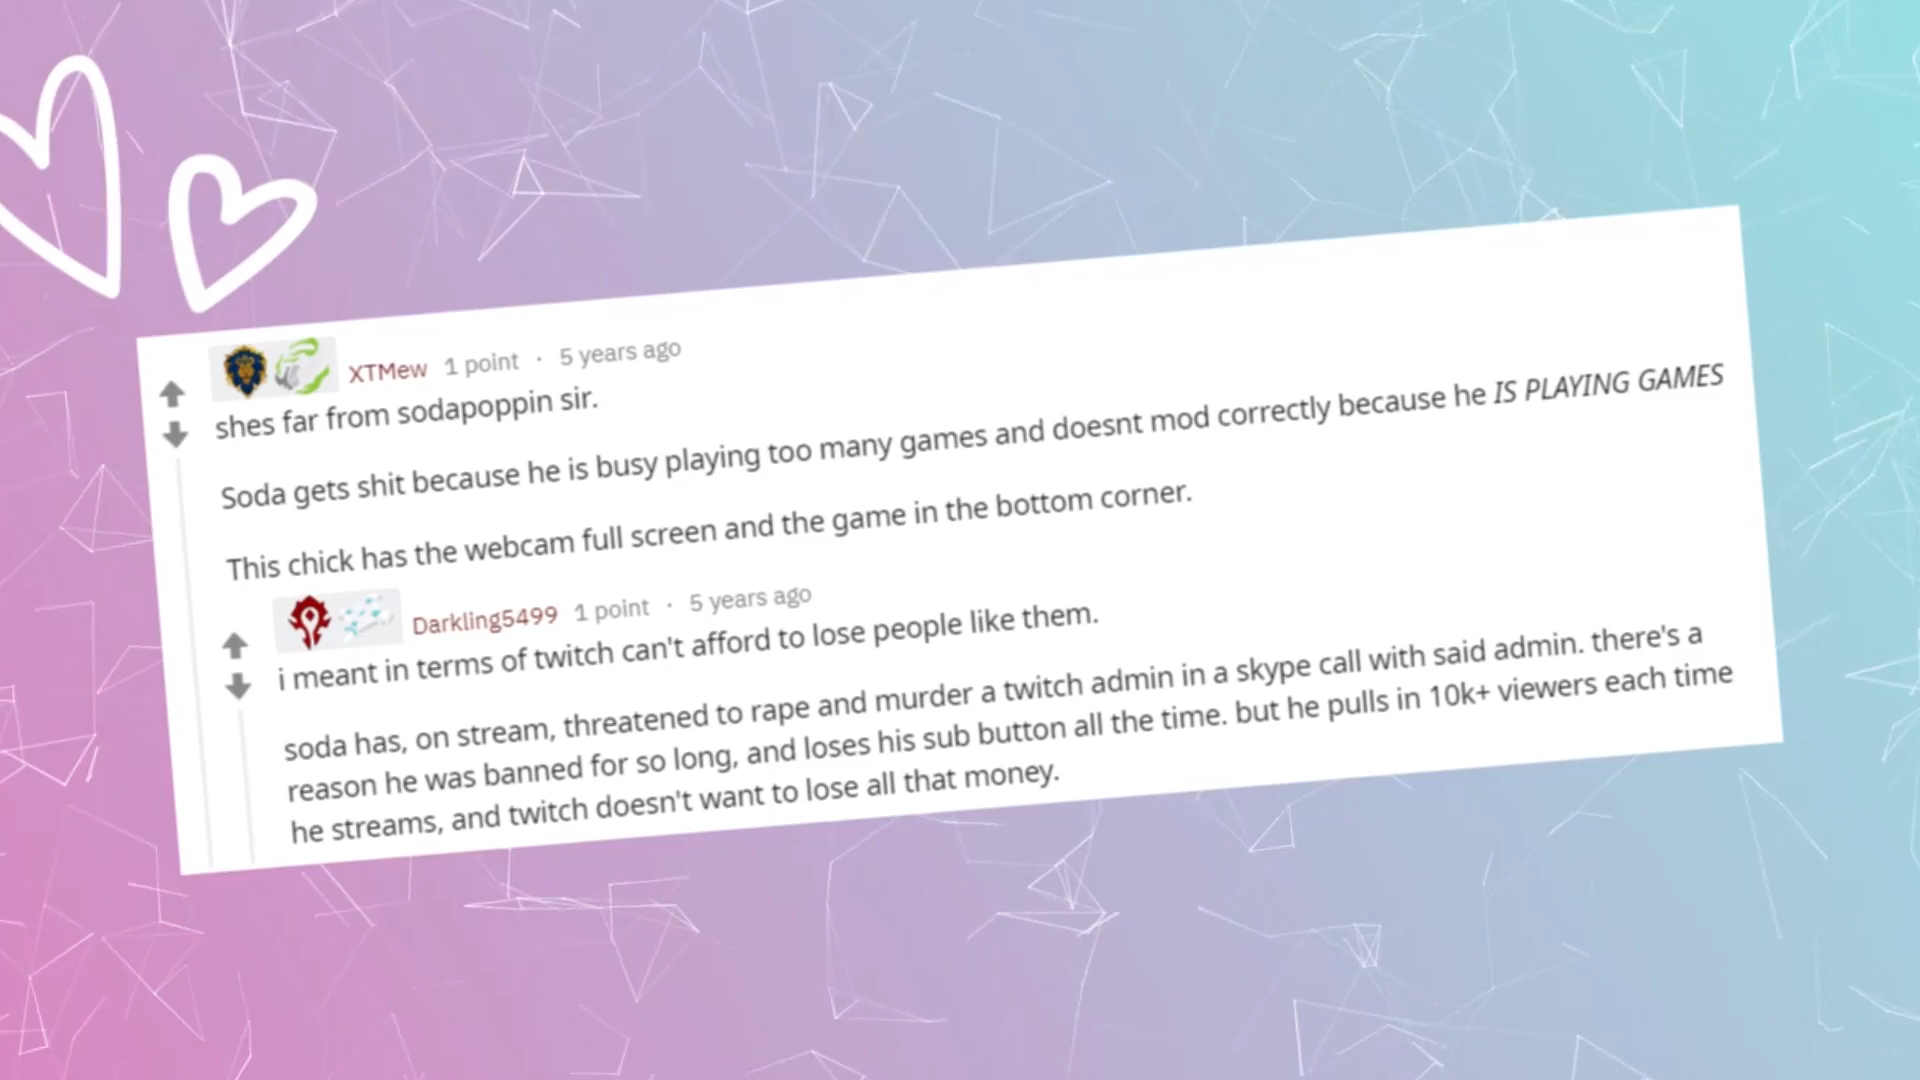 XTMew 1 point · 5 years ago
shes far from sodapoppin sir.
Soda gets shit because he is busy playing too many games and doesnt mod correctly because he IS PLAYING GAMES
This chick has the webcam full screen and the game in the bottom corner.
Darkling5499 1 point · 5 years ago
i meant in terms of twitch can't afford to lose people like them.
soda has, on stream, threatened to rape and murder a twitch admin in a skype call with said admin. there's a
reason he was banned for so long, and loses his sub button all the time. but he pulls in 10k+ viewers each time
he streams, and twitch doesn't want to lose all that money.